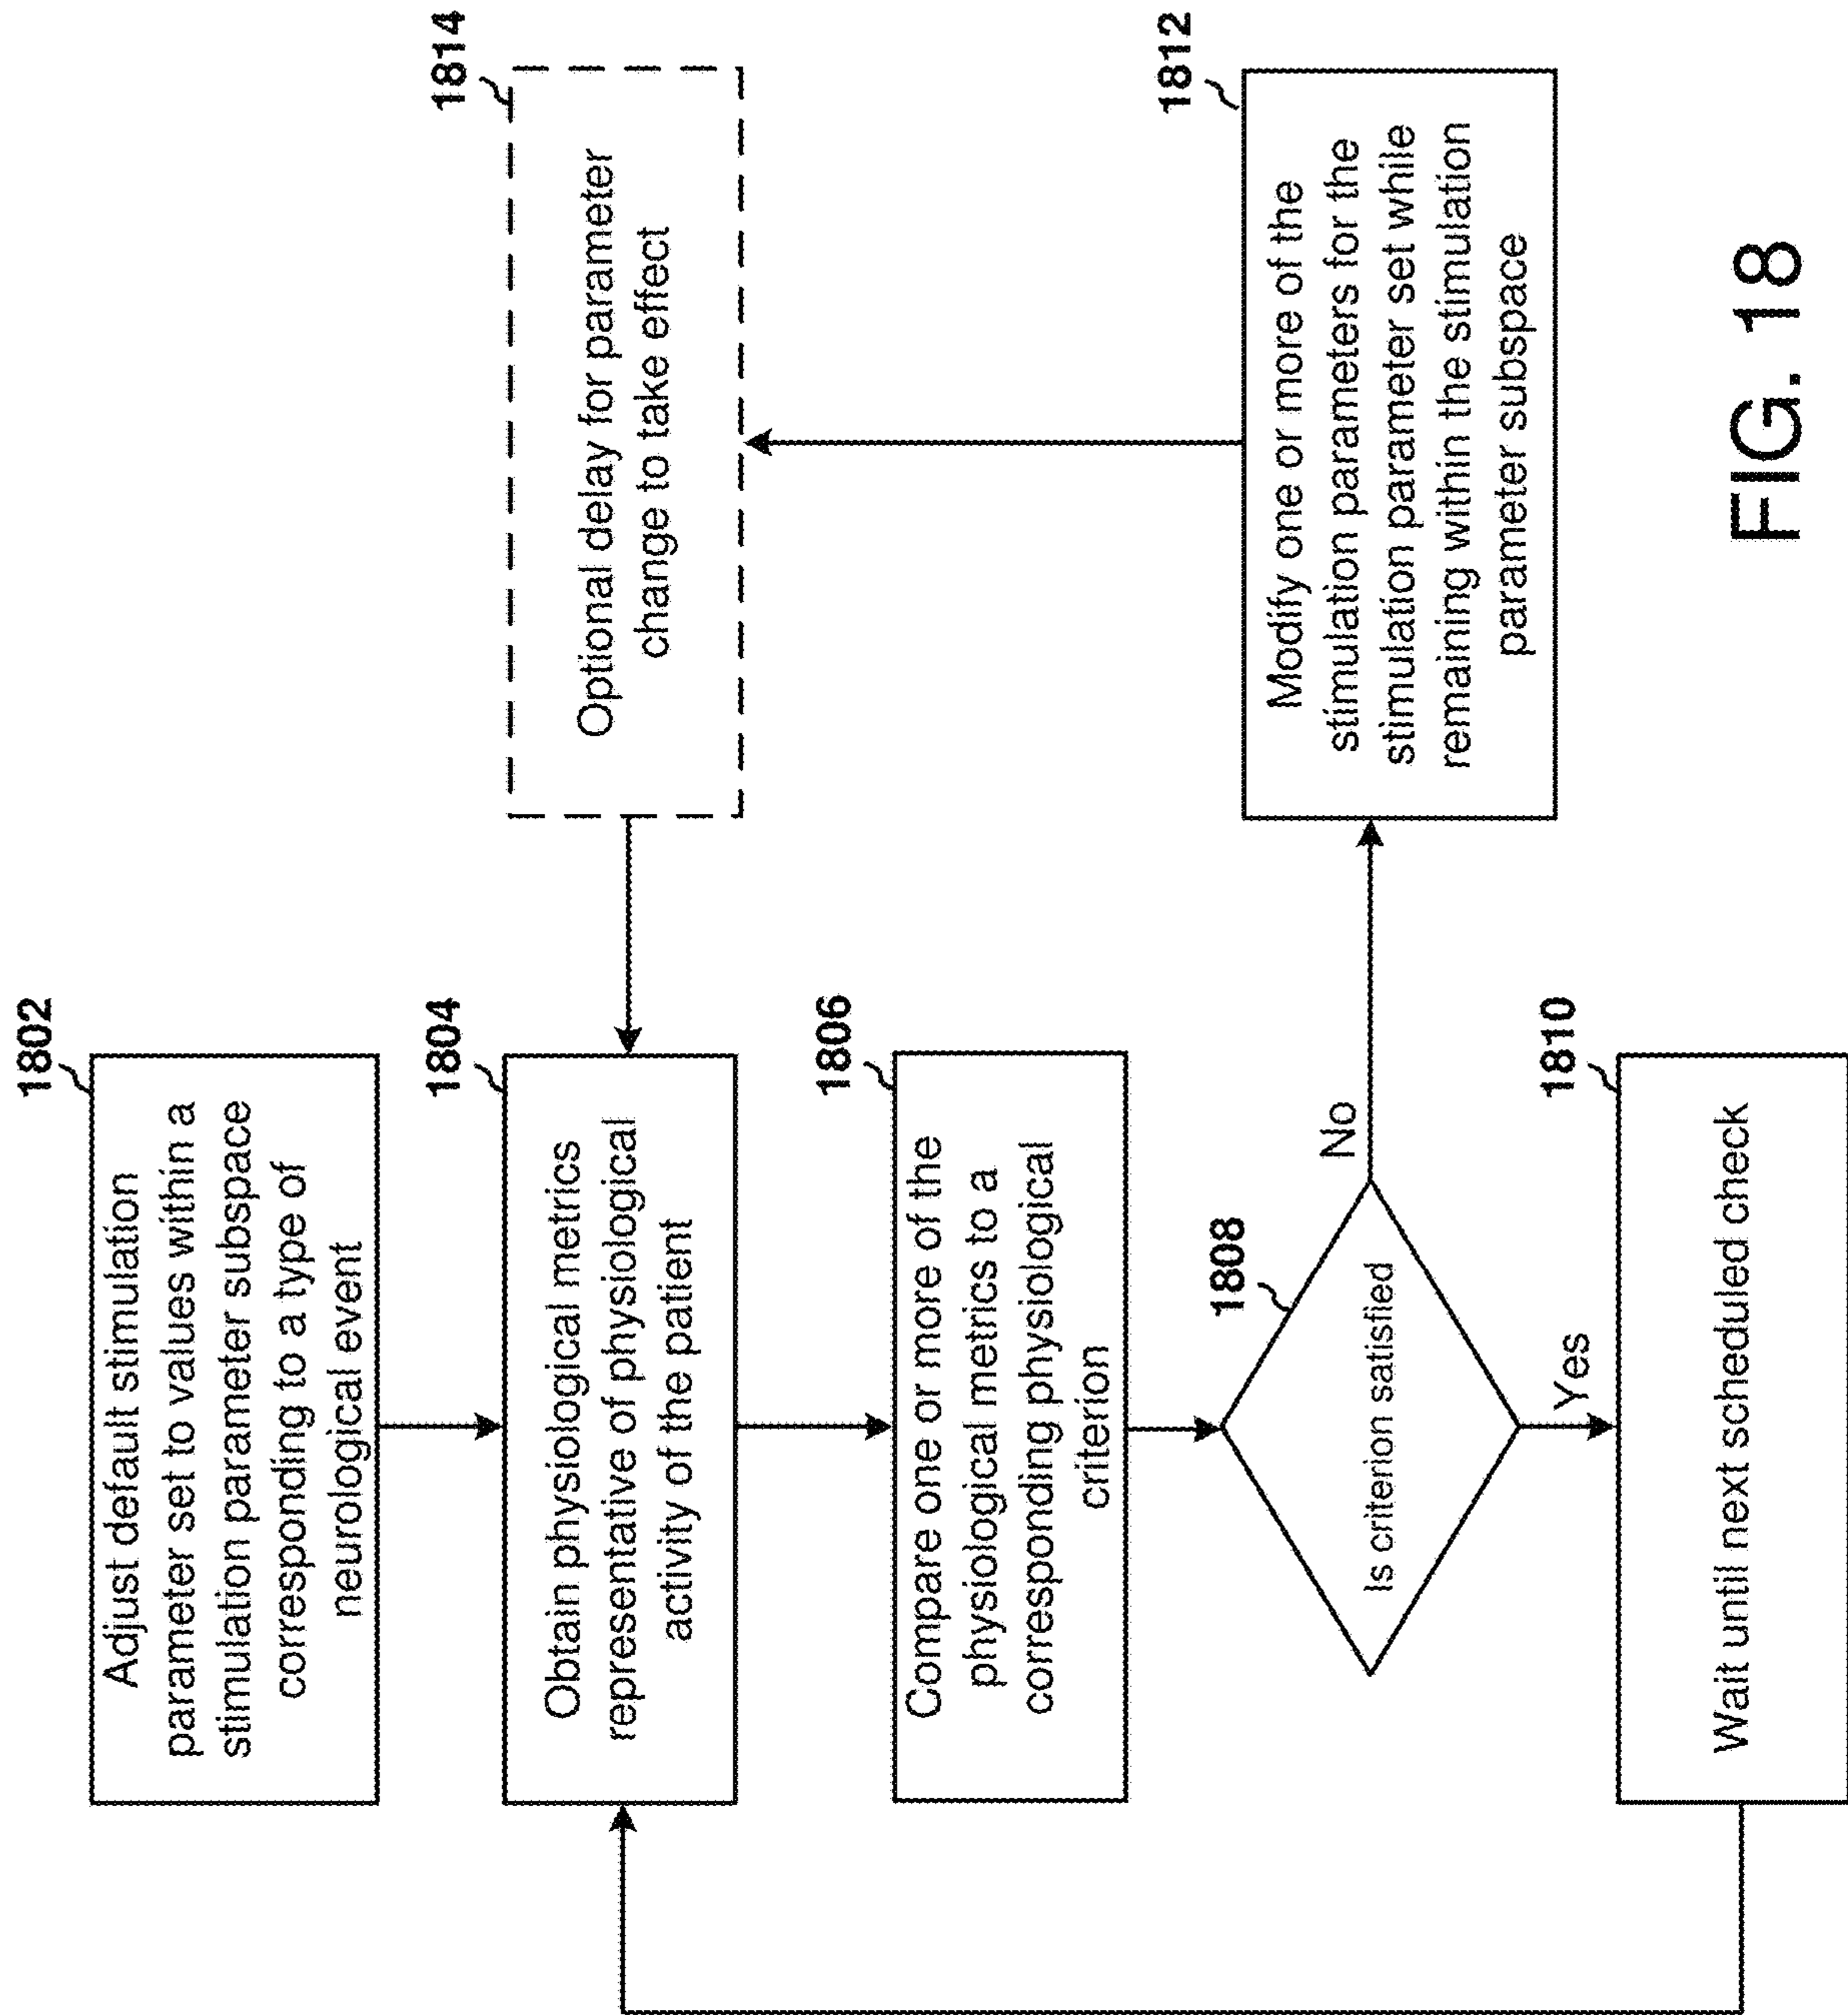 1802
Adjust default stimulation
parameter set to values within a
stimulation parameter subspace
corresponding to a type of
neurological event
1804
Obtain physiological metrics
representative of physiological
activity of the patient
1806
Compare one or more of the
physiological metrics to a
corresponding physiological
criterion
1808
Is criterion satisfied
No
Yes
1810
Wait until next scheduled check
1812
Modify one or more of the
stimulation parameters for the
stimulation parameter set while
remaining within the stimulation
parameter subspace
1814
Optional delay for parameter
change to take effect
FIG. 18